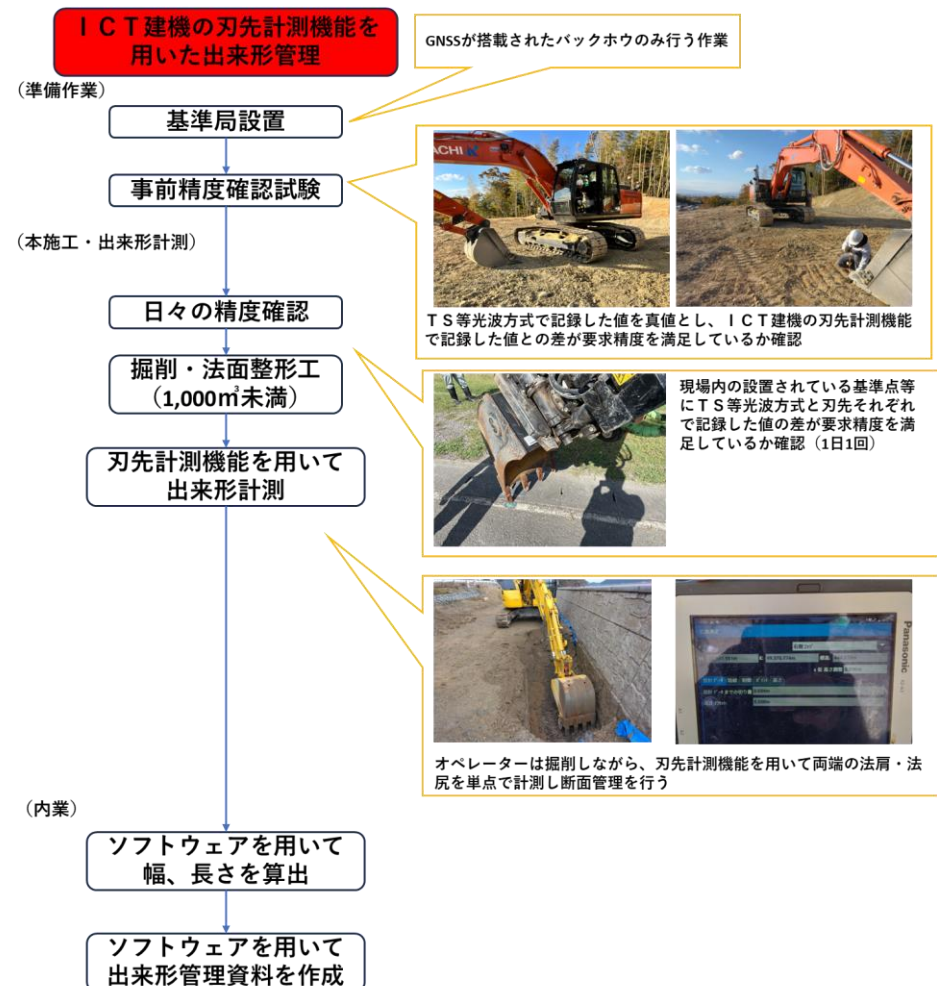 ＩＣＴ建機の刃先計測機能を
用いた出来形管理
GNSSが搭載されたバックホウのみ行う作業
（準備作業）
基準局設置
事前精度確認試験
（本施工・出来形計測）
ＴＳ等光波方式で記録した値を真値とし、ＩＣＴ建機の刃先計測機能
で記録した値との差が要求精度を満足しているか確認
日々の精度確認
掘削・法面整形工
（1,000㎥未満）
現場内の設置されている基準点等
にＴＳ等光波方式と刃先それぞれ
で記録した値の差が要求精度を満
足しているか確認（1日1回）
刃先計測機能を用いて
出来形計測
Panasonic
オペレーターは掘削しながら、刃先計測機能を用いて両端の法肩・法
尻を単点で計測し断面管理を行う
（内業）
ソフトウェアを用いて
幅、長さを算出
ソフトウェアを用いて
出来形管理資料を作成